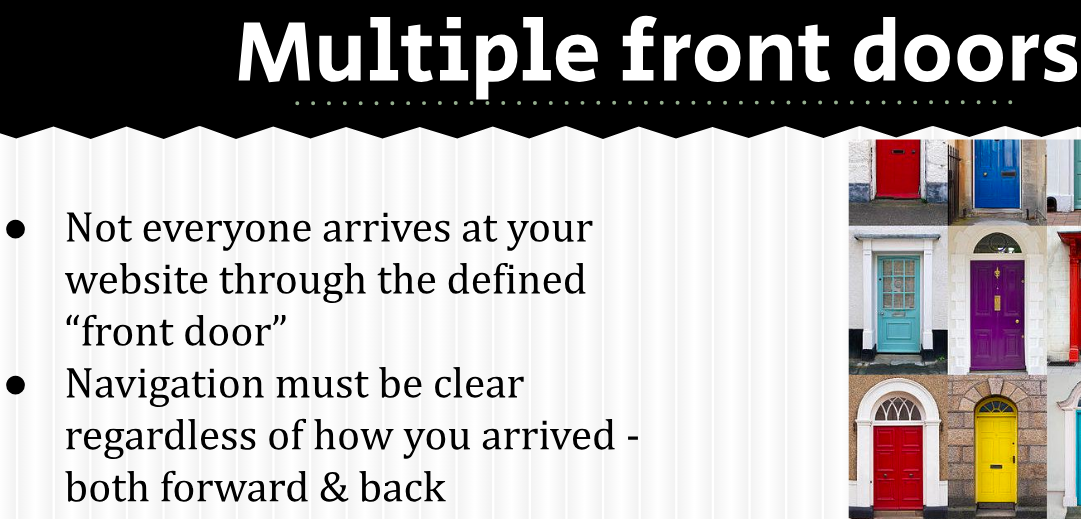 Multiple front doors
● Not everyone arrives at your
website through the defined
“front door”
● Navigation must be clear
regardless of how you arrived -
both forward & back